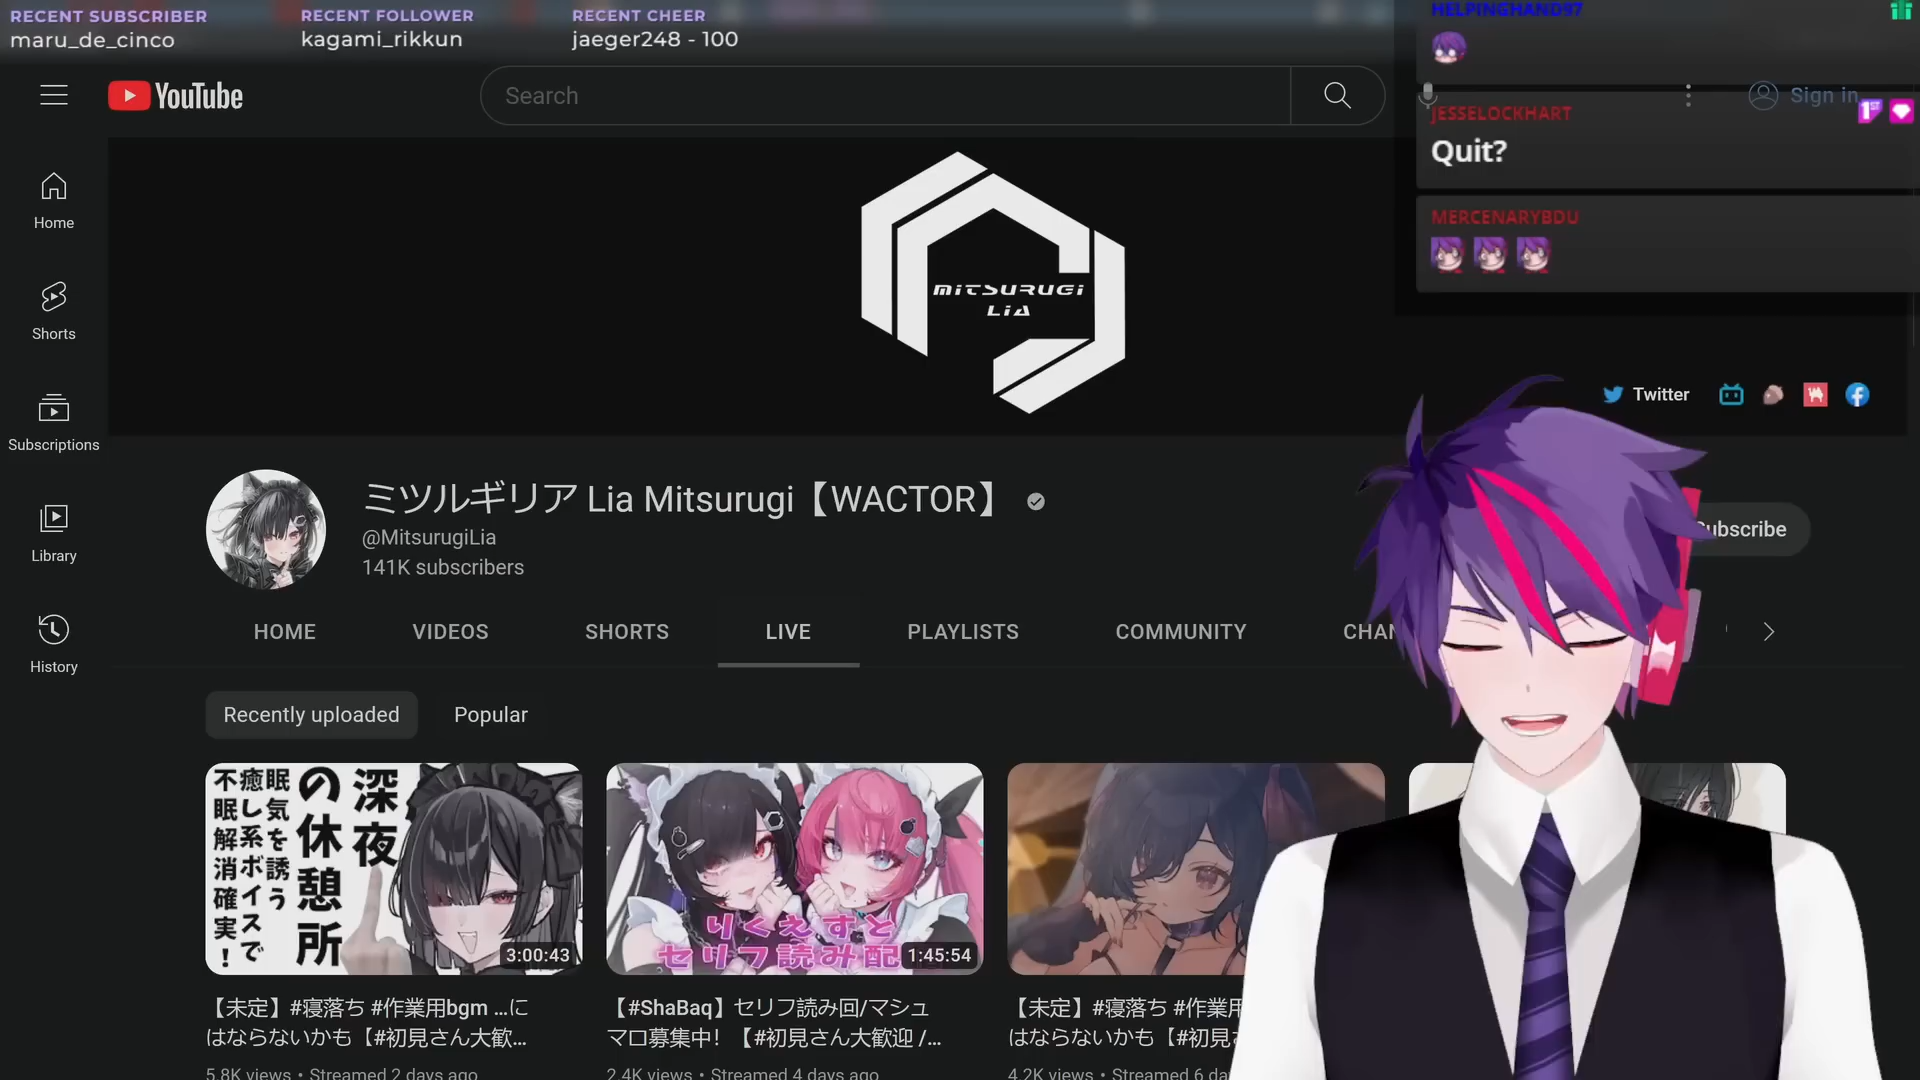 RECENT SUBSCRIBER
maru_de_cinco
RECENT FOLLOWER
kagami_rikkun
RECENT CHEER
jaeger248 - 100
HELPINGHAND97
YouTube
Search
Sign in
JESSELOCKHART
Quit?
MERCENARYBDU
Home
Shorts
Subscriptions
Library
History
MITSURUGI
LIA
Twitter
ミツルギリア Lia Mitsurugi【WACTOR】
@MitsurugiLia
141K subscribers
Subscribe
HOME
VIDEOS
SHORTS
LIVE
PLAYLISTS
COMMUNITY
CHAN
Recently uploaded
Popular
深夜
の休憩所
眠気を誘う
癒し系ボイスで
不眠解消確実!
3:00:43
りくえすと
セリフ読み配
1:45:54
【未定】#寝落ち #作業用bgm …に
はならないかも【#初見さん大歓...
5.8K views • Streamed 2 days ago
【#ShaBaq】セリフ読み回/マシュ
マロ募集中！【#初見さん大歓迎 /...
2.4K views • Streamed 4 days ago
【未定】#寝落ち #作業用
はならないかも【#初見
4.2K views • Streamed 6 da